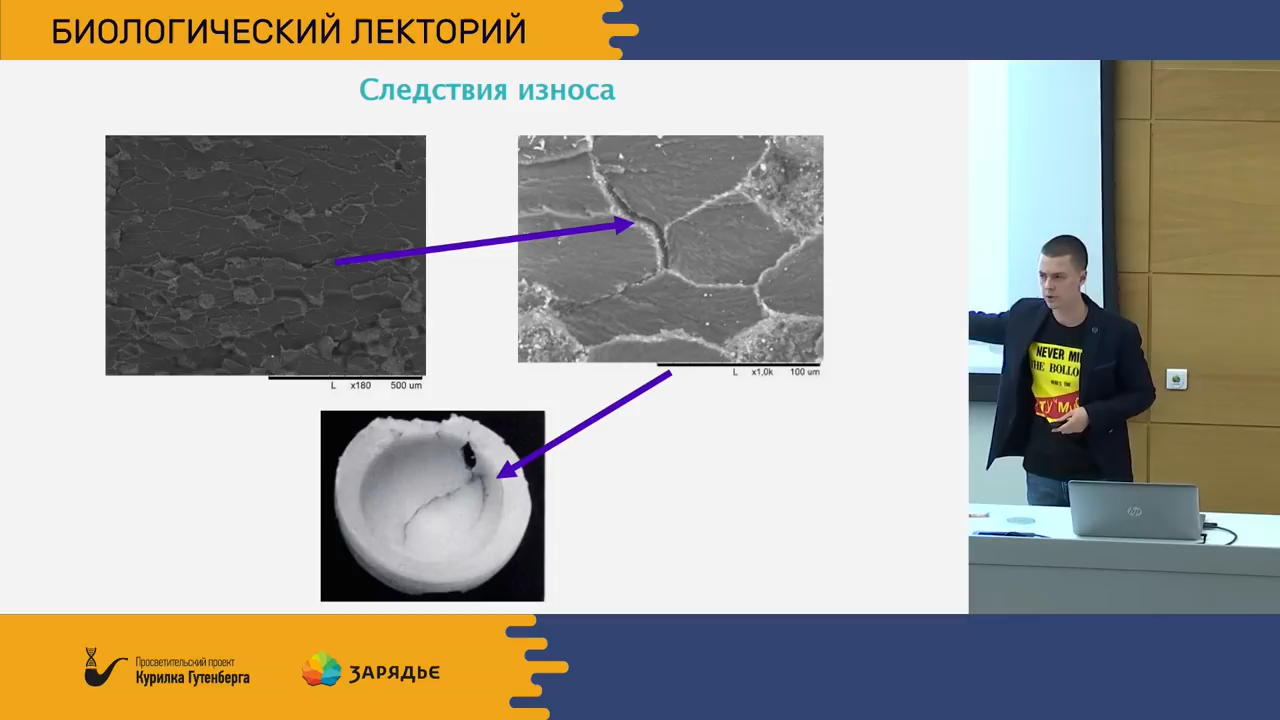 БИОЛОГИЧЕСКИЙ ЛЕКТОРИЙ
Следствия износа
L x180 500 um
L x1,0k 100 um
NEVER MI
THE BOLLO
hp
Просветительский проект
Курилка Гутенберга
ЗАРЯДЬЕ